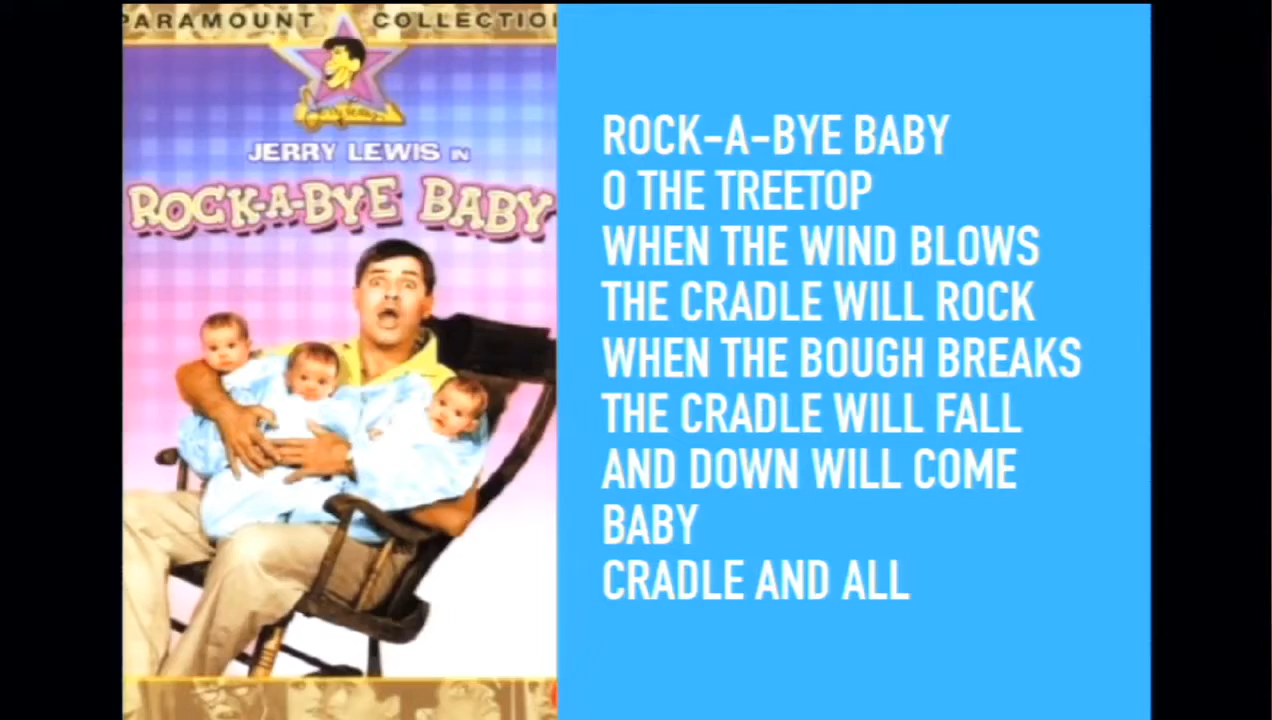 PARAMOUNT COLLECTION
JERRY LEWIS IN
ROCK-A-BYE BABY
ROCK-A-BYE BABY
O THE TREETOP
WHEN THE WIND BLOWS
THE CRADLE WILL ROCK
WHEN THE BOUGH BREAKS
THE CRADLE WILL FALL
AND DOWN WILL COME
BABY
CRADLE AND ALL